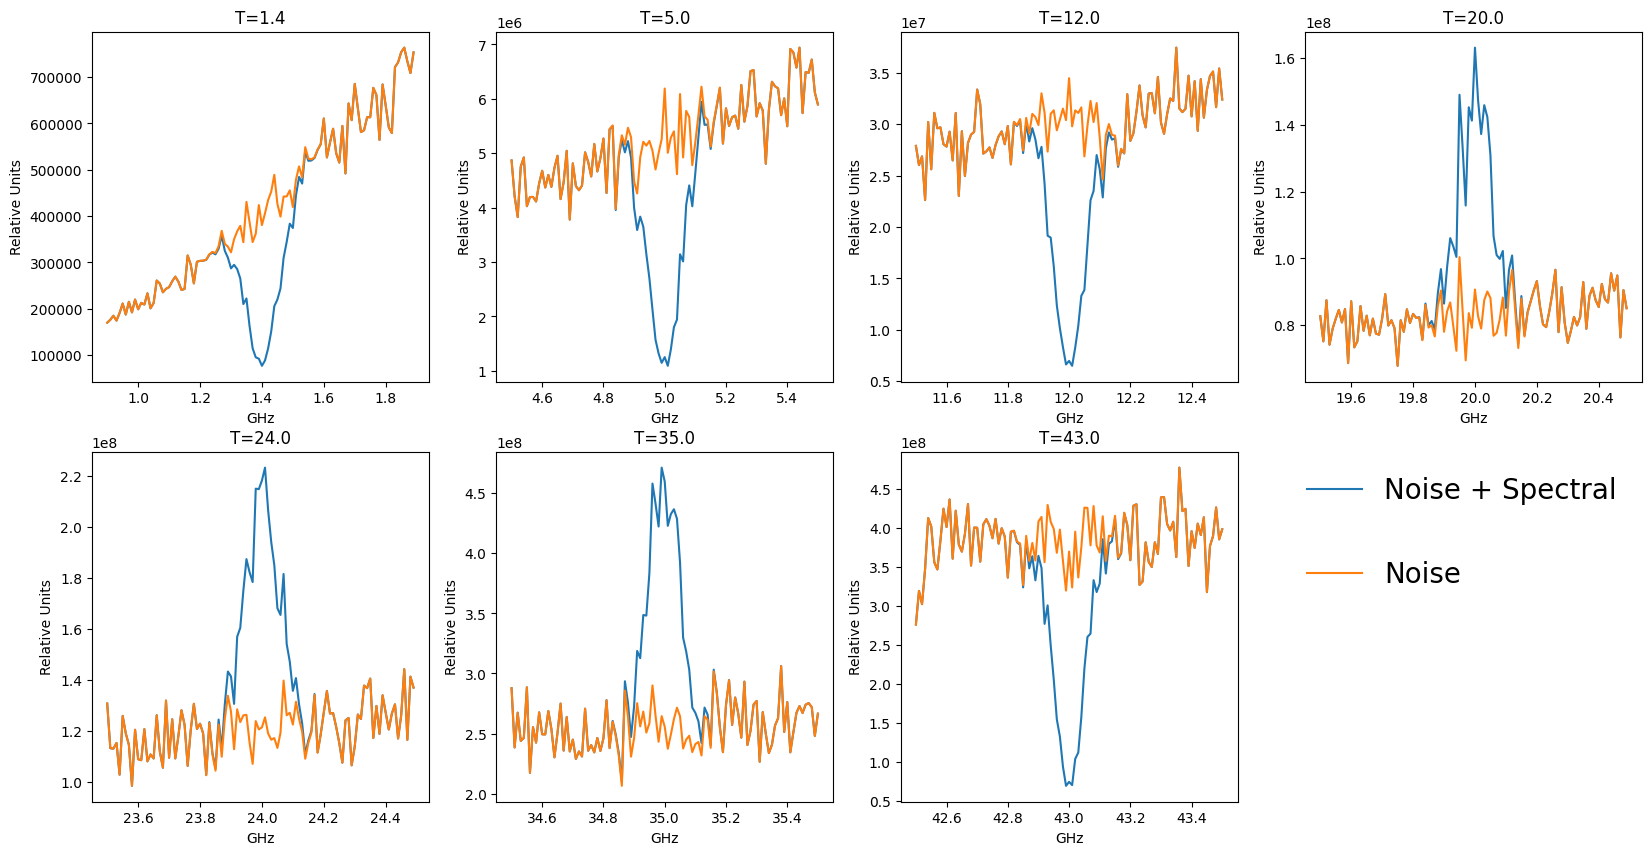 T=1.4
700000
600000
500000
400000
300000
200000
100000
Relative Units
1.0 1.2 1.4 1.6 1.8
GHz
1e6
T=5.0
7
6
5
4
3
2
1
Relative Units
4.6 4.8 5.0 5.2 5.4
GHz
1e7
T=12.0
3.5
3.0
2.5
2.0
1.5
1.0
0.5
Relative Units
11.6 11.8 12.0 12.2 12.4
GHz
1e8
T=20.0
1.6
1.4
1.2
1.0
0.8
Relative Units
19.6 19.8 20.0 20.2 20.4
GHz
1e8
T=24.0
2.2
2.0
1.8
1.6
1.4
1.2
1.0
Relative Units
23.6 23.8 24.0 24.2 24.4
GHz
1e8
T=35.0
4.5
4.0
3.5
3.0
2.5
2.0
Relative Units
34.6 34.8 35.0 35.2 35.4
GHz
1e8
T=43.0
4.5
4.0
3.5
3.0
2.5
2.0
1.5
1.0
0.5
Relative Units
42.6 42.8 43.0 43.2 43.4
GHz
Noise + Spectral
Noise